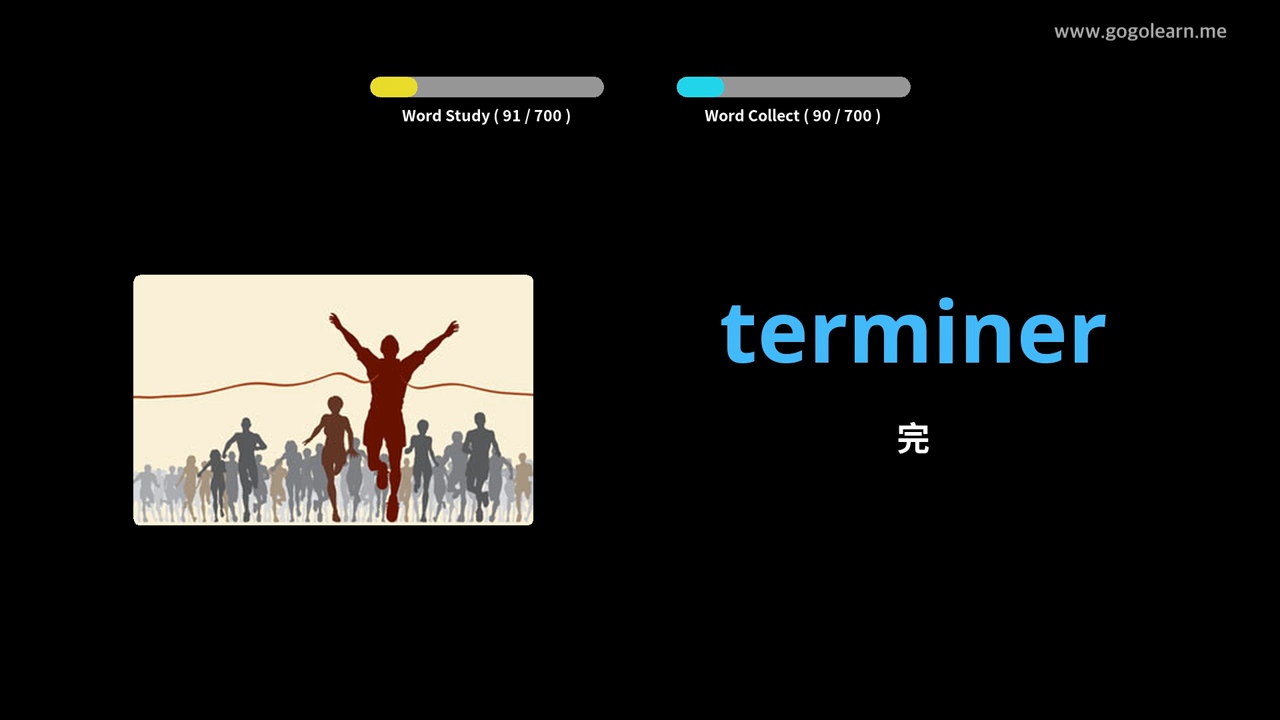 www.gogolearn.me
Word Study ( 91 / 700 )
Word Collect ( 90 / 700 )
terminer
完